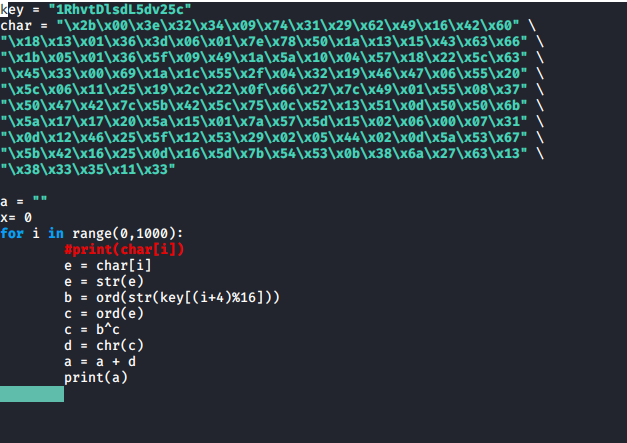 key = "1RhvtDlsdL5dv25c"
char = "\x2b\x00\x3e\x32\x34\x09\x74\x31\x29\x62\x49\x16\x42\x60" \
"\x18\x13\x01\x36\x3d\x06\x01\x7e\x78\x50\x1a\x13\x15\x43\x63\x66" \
"\x1b\x05\x01\x36\x5f\x09\x49\x1a\x5a\x10\x04\x57\x18\x22\x5c\x63" \
"\x45\x33\x00\x69\x1a\x1c\x55\x2f\x04\x32\x19\x46\x47\x06\x55\x20" \
"\x5c\x06\x11\x25\x19\x2c\x22\x0f\x66\x27\x7c\x49\x01\x55\x08\x37" \
"\x50\x47\x42\x7c\x5b\x42\x5c\x75\x0c\x52\x13\x51\x0d\x50\x50\x6b" \
"\x5a\x17\x17\x20\x5a\x15\x01\x7a\x57\x5d\x15\x02\x06\x00\x07\x31" \
"\x0d\x12\x46\x25\x5f\x12\x53\x29\x02\x05\x44\x02\x0d\x5a\x53\x67" \
"\x5b\x42\x16\x25\x0d\x16\x5d\x7b\x54\x53\x0b\x38\x6a\x27\x63\x13" \
"\x38\x33\x35\x11\x33"
a = ""
x= 0
for i in range(0,1000):
#print(char[i])
e = char[i]
e = str(e)
b = ord(str(key[(i+4)%16]))
c = ord(e)
c = b^c
d = chr(c)
a = a + d
print(a)